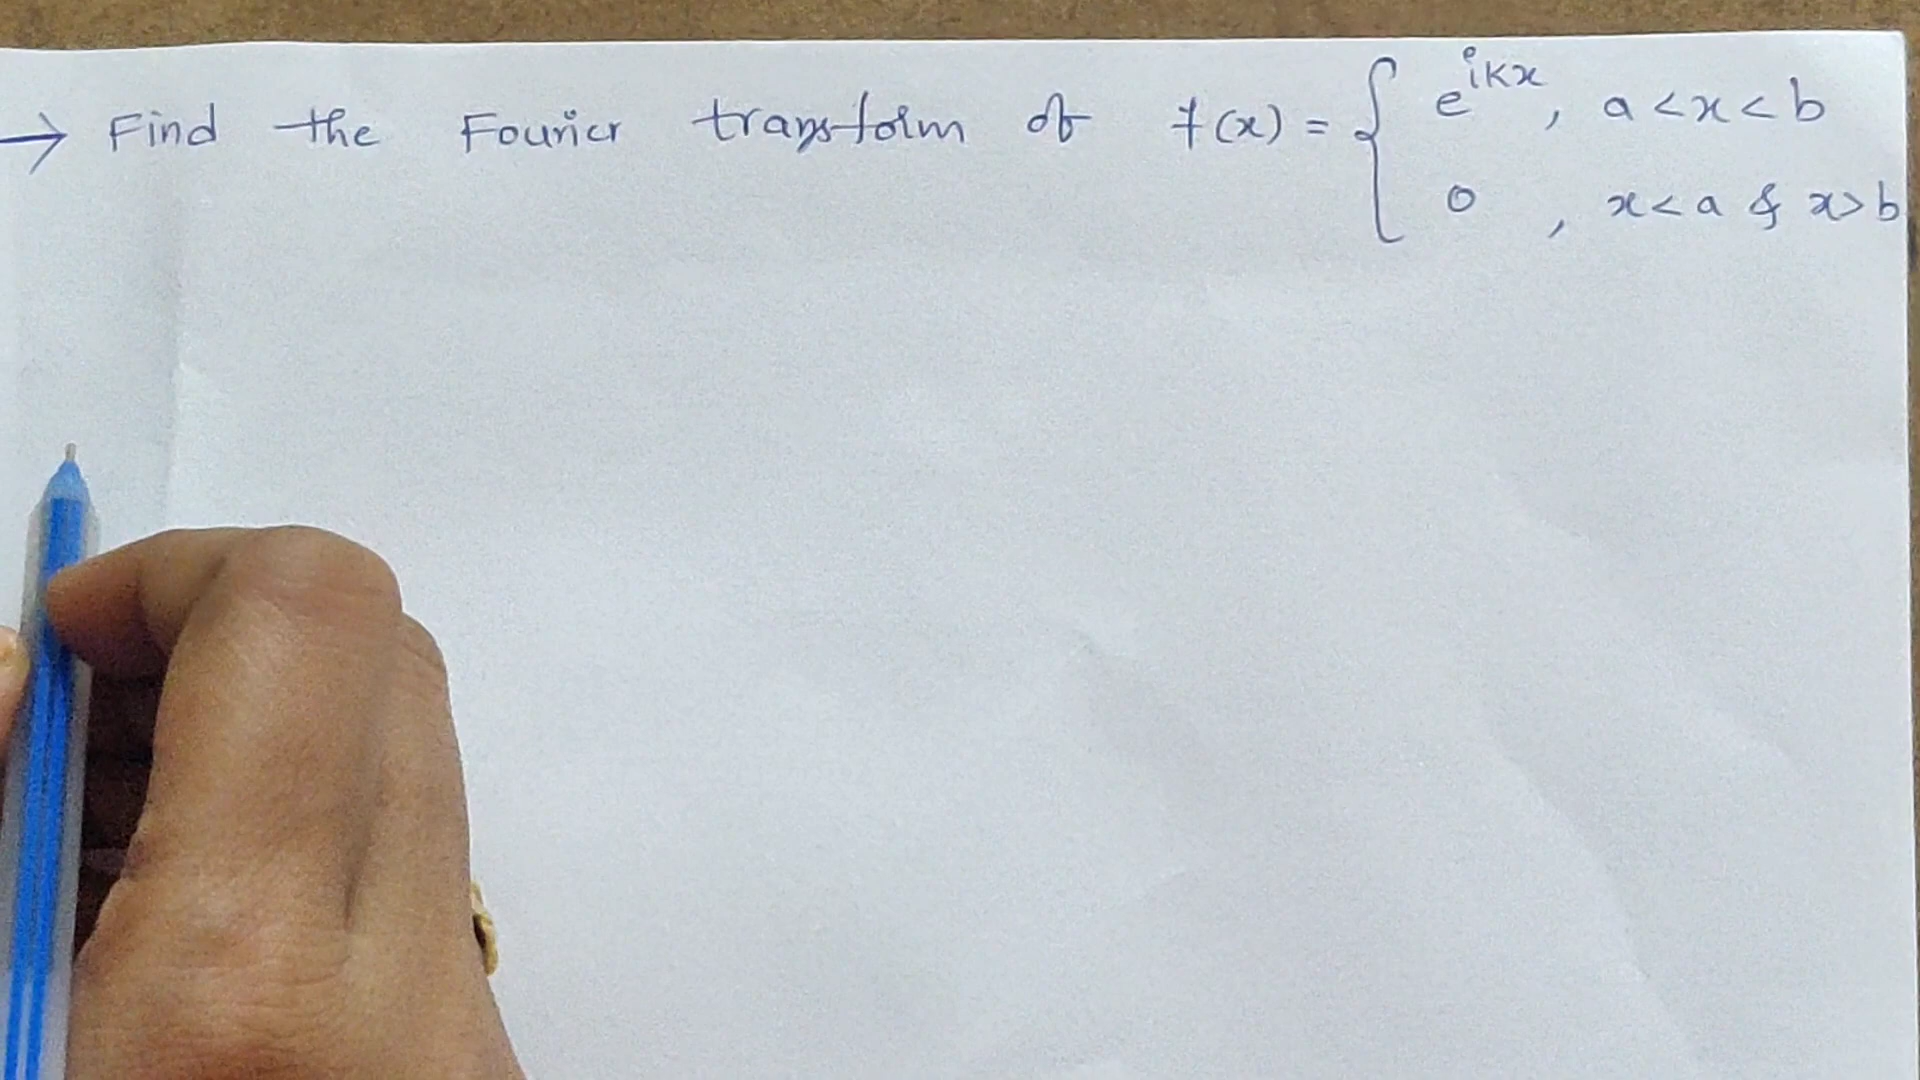 → Find the Fourier transform of f(x) = { e^{ikx}, a < x < b
0, x < a & x > b